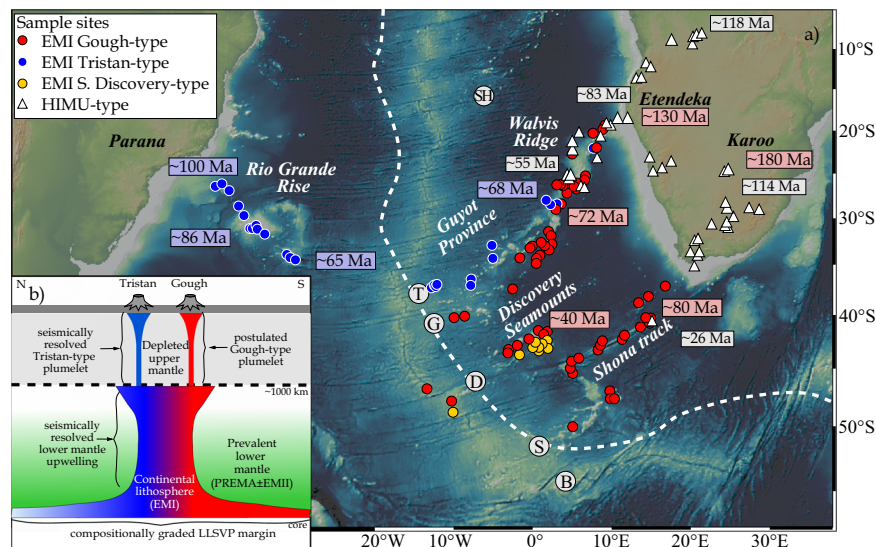 Sample sites
EMI Gough-type
EMI Tristan-type
EMI S. Discovery-type
HIMU-type
a)
~118 Ma
10°S
SH
~83 Ma
Etendeka
~130 Ma
Walvis
Ridge
20°S
Parana
Karoo
~180 Ma
~100 Ma
Rio Grande
Rise
~55 Ma
~114 Ma
~68 Ma
~72 Ma
Guyot
Province
30°S
~86 Ma
~65 Ma
T
G
Discovery
Seamounts
~40 Ma
~80 Ma
~26 Ma
40°S
Shona track
D
S
50°S
B
20°W
10°W
0°W
10°E
20°E
30°E
b)
N
Tristan
Gough
S
seismically
resolved
Tristan-type
plumelet
Depleted
upper
mantle
postulated
Gough-type
plumelet
~1000 km
seismically
resolved
lower mantle
upwelling
Prevalent
lower
mantle
(PREMA±EMII)
Continental
lithosphere
(EMI)
core
compositionally graded LLSVP margin